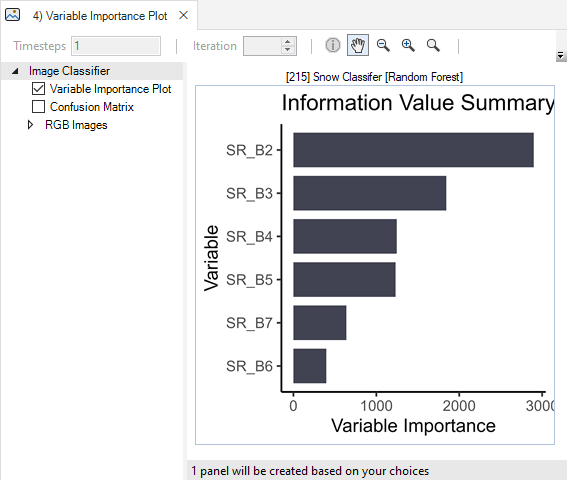 4) Variable Importance Plot
Timesteps 1 Iteration
Image Classifier
Variable Importance Plot
Confusion Matrix
RGB Images
[215] Snow Classifer [Random Forest]
Information Value Summary
Variable
SR_B2
SR_B3
SR_B4
SR_B5
SR_B7
SR_B6
0 1000 2000 3000
Variable Importance
1 panel will be created based on your choices